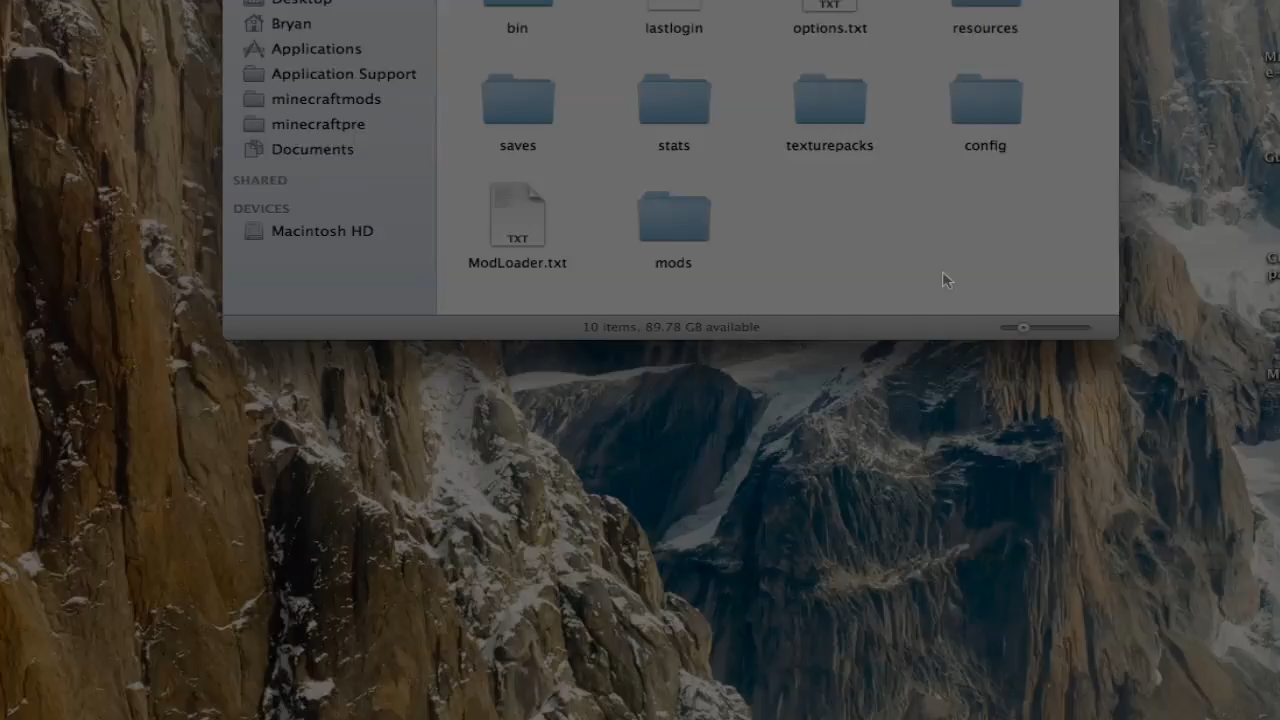 Desktop
Bryan
Applications
Application Support
minecraftmods
minecraftpre
Documents
SHARED
DEVICES
Macintosh HD
TXT
bin
lastlogin
options.txt
resources
saves
stats
texturepacks
config
TXT
ModLoader.txt
mods
10 items, 89.78 GB available